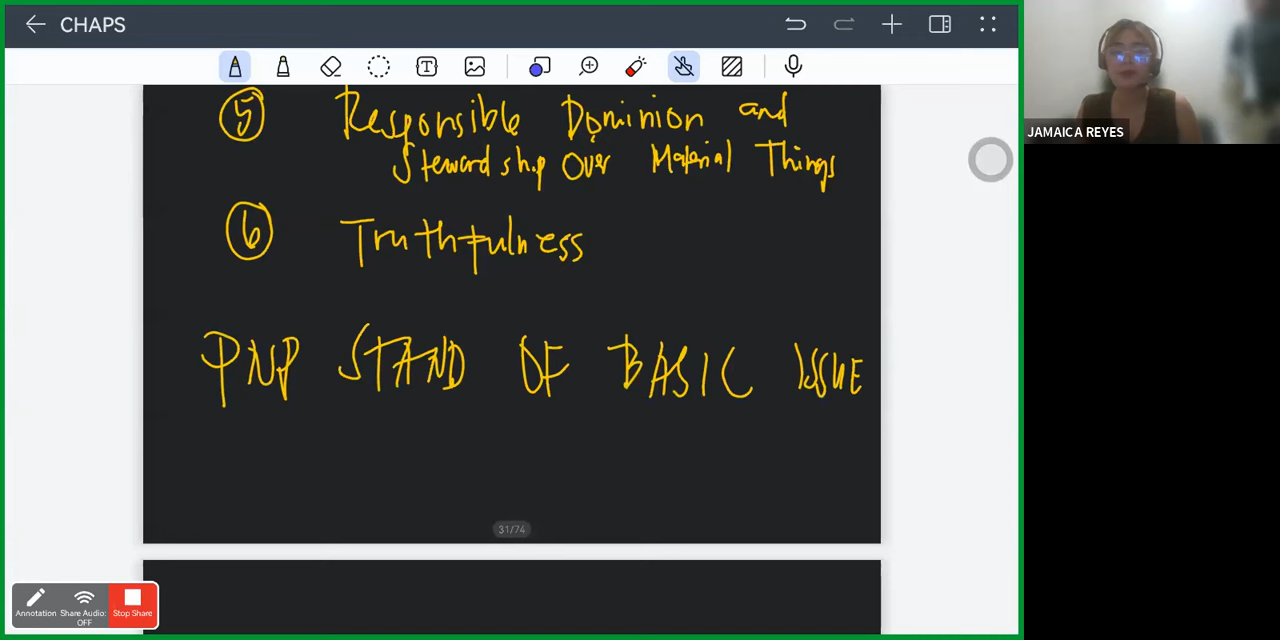 CHAPS
JAMAICA REYES
5 Responsible Dominion and
Stewardship Over Material Things
6 Truthfulness
PNP STAND OF BASIC ISSUE
31/74
Annotation Share Audio: OFF Stop Share